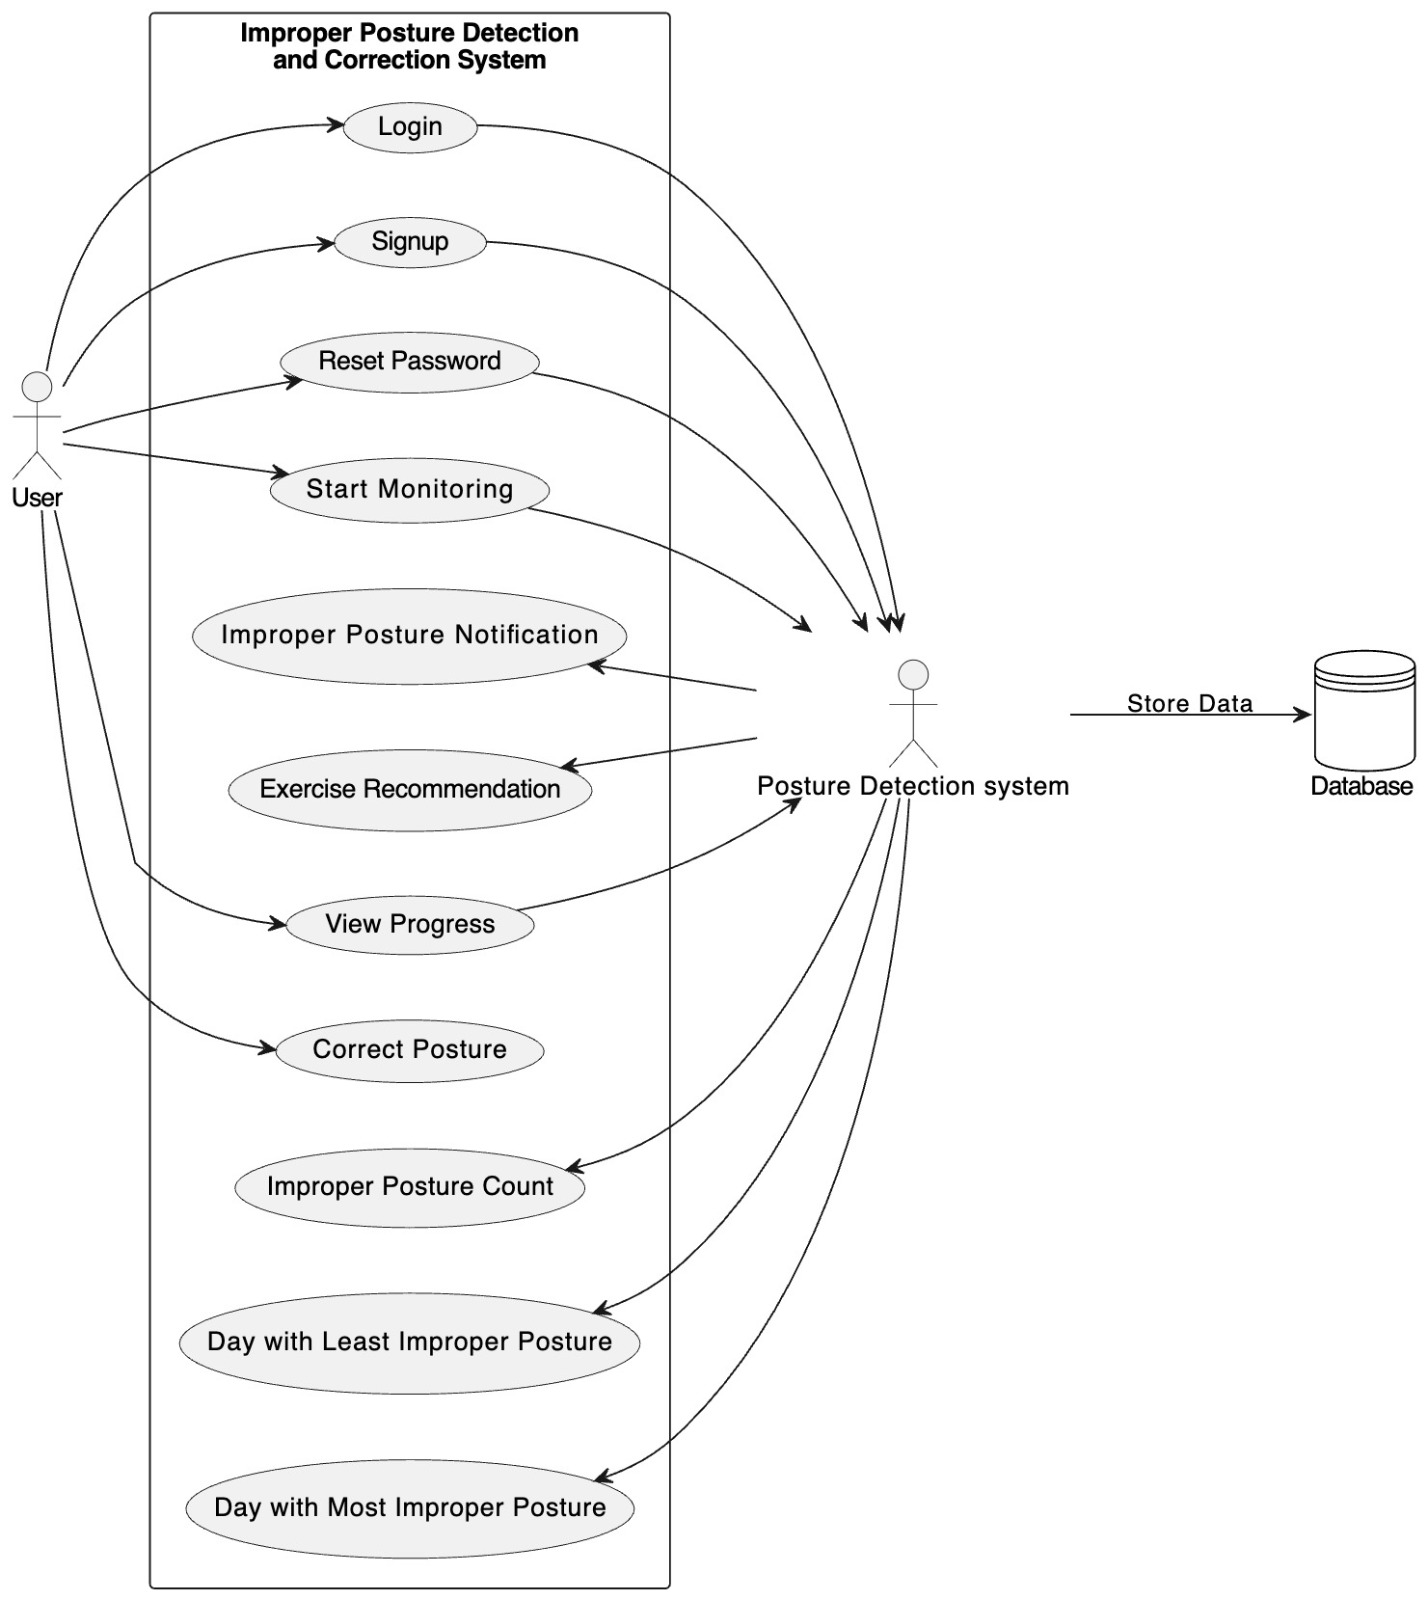 Improper Posture Detection
and Correction System
Login
Signup
Reset Password
Start Monitoring
User
Improper Posture Notification
Store Data
Exercise Recommendation
Posture Detection system
Database
View Progress
Correct Posture
Improper Posture Count
Day with Least Improper Posture
Day with Most Improper Posture